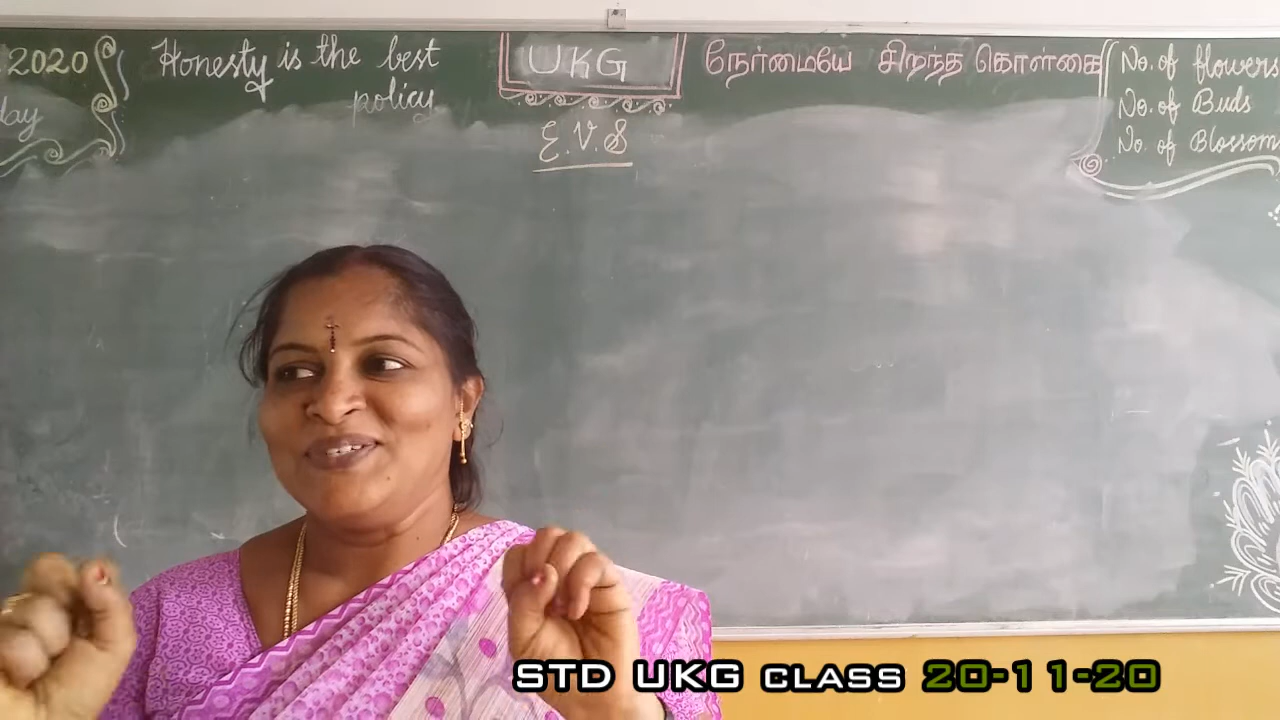 .2020
day
Honesty is the best
policy
UKG
E.V.S
நேர்மையே சிறந்த கொள்கை
No. of flowers
No. of Buds
No. of Blossom
STD UKG CLASS 20-11-20